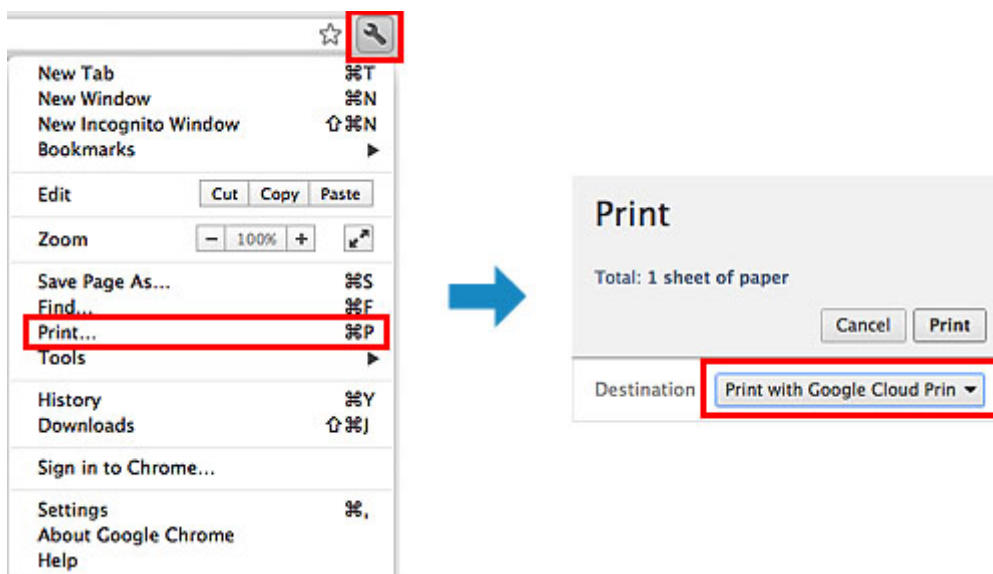 New Tab ⌘T
New Window ⌘N
New Incognito Window ⇧⌘N
Bookmarks ▶
Edit Cut Copy Paste
Zoom − 100% +
Save Page As... ⌘S
Find... ⌘F
Print... ⌘P
Tools ▶
History ⌘Y
Downloads ⇧⌘J
Sign in to Chrome...
Settings ⌘,
About Google Chrome
Help
Print
Total: 1 sheet of paper
Cancel Print
Destination Print with Google Cloud Prin